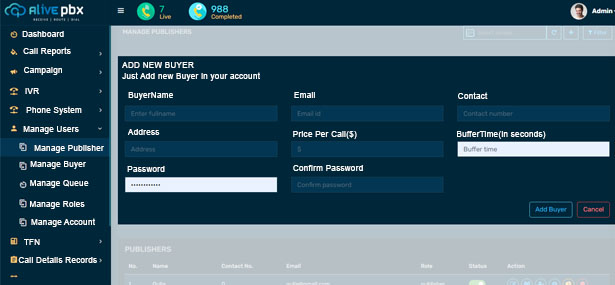 ALIVE pbx
RECEIVE | ROUTE | DIAL
7
Live
988
Completed
Admin
Dashboard
Call Reports
Campaign
IVR
Phone System
Manage Users
Manage Publisher
Manage Buyer
Manage Queue
Manage Roles
Manage Account
TFN
Call Details Records
MANAGE PUBLISHERS
Filter
ADD NEW BUYER
Just Add new Buyer in your account
BuyerName Email Contact
Enter fullname Email id Contact number
Address Price Per Call($) BufferTime(in seconds)
Address $ Buffer time
Password Confirm Password
•••••••••••• Confirm password
Add Buyer Cancel
PUBLISHERS
No. Name Contact No. Email Role Status Action